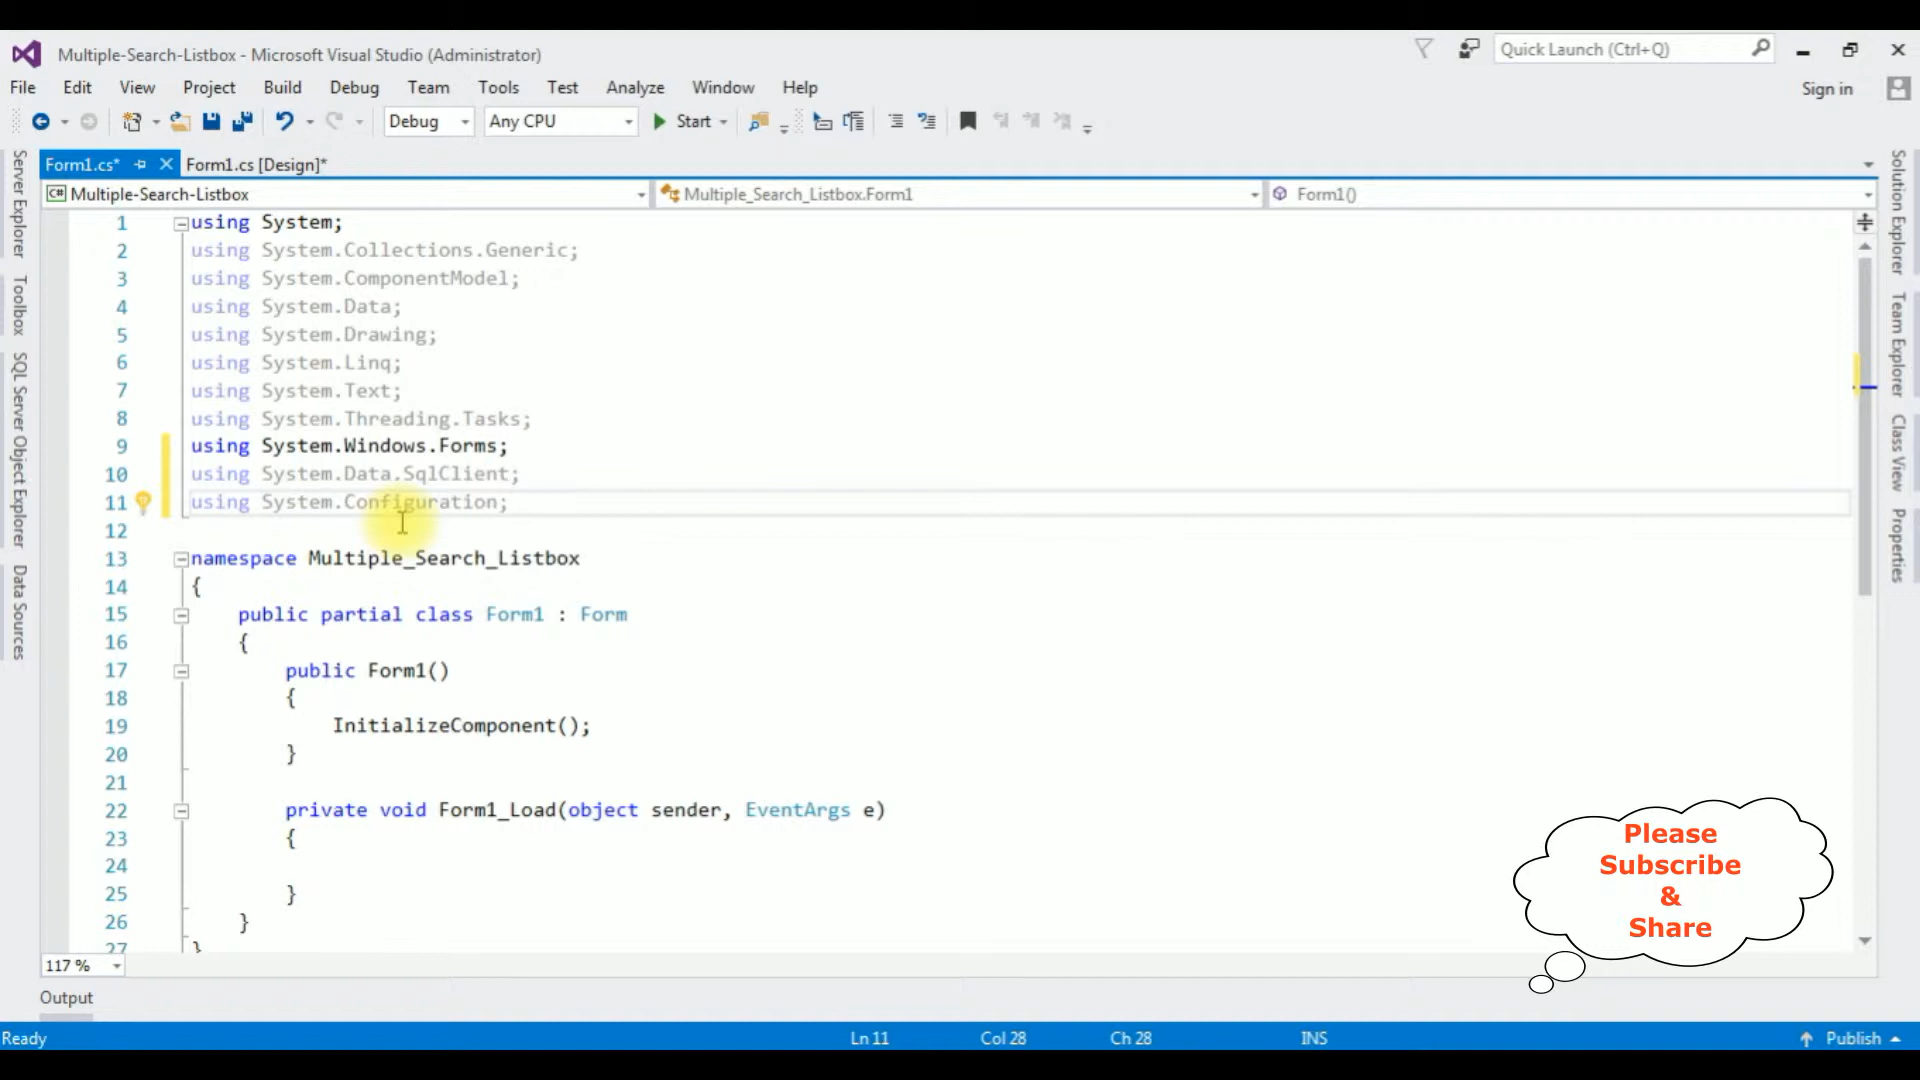 Multiple-Search-Listbox - Microsoft Visual Studio (Administrator)
Quick Launch (Ctrl+Q)
File Edit View Project Build Debug Team Tools Test Analyze Window Help
Sign in
Debug Any CPU Start
Form1.cs* Form1.cs [Design]*
C# Multiple-Search-Listbox Multiple_Search_Listbox.Form1 Form1()
Server Explorer
Toolbox
SQL Server Object Explorer
Data Sources
1 using System;
2 using System.Collections.Generic;
3 using System.ComponentModel;
4 using System.Data;
5 using System.Drawing;
6 using System.Linq;
7 using System.Text;
8 using System.Threading.Tasks;
9 using System.Windows.Forms;
10 using System.Data.SqlClient;
11 using System.Configuration;
12
13 namespace Multiple_Search_Listbox
14 {
15 public partial class Form1 : Form
16 {
17 public Form1()
18 {
19 InitializeComponent();
20 }
21
22 private void Form1_Load(object sender, EventArgs e)
23 {
24
25 }
26 }
27 }
Solution Explorer
Team Explorer
Class View
Properties
Please
Subscribe
&
Share
117 %
Output
Ready Ln 11 Col 28 Ch 28 INS Publish